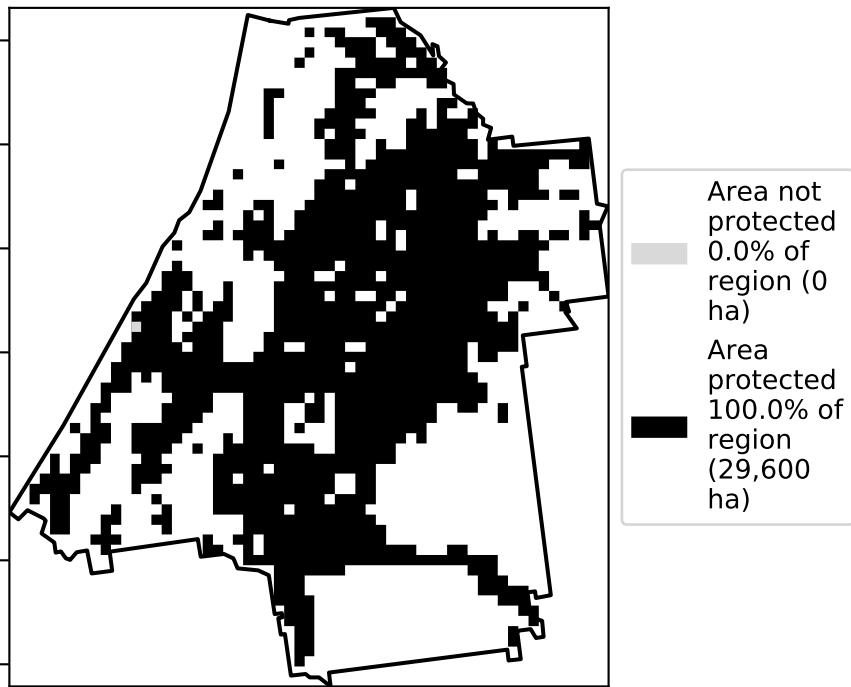 Area not
protected
0.0% of
region (0
ha)
Area
protected
100.0% of
region
(29,600
ha)